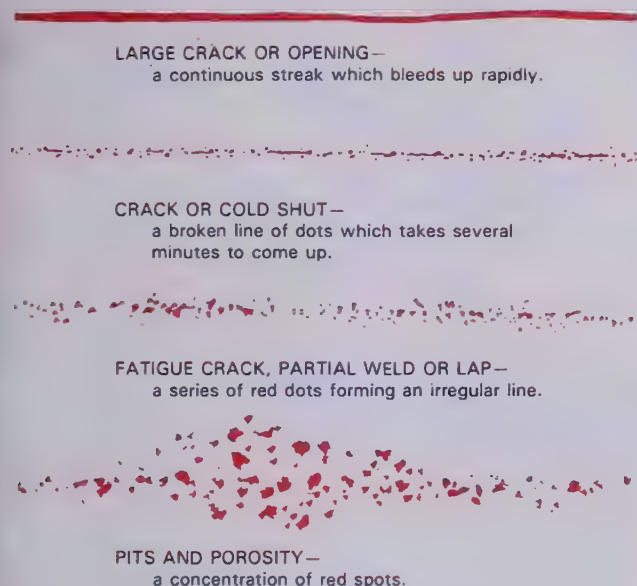 LARGE CRACK OR OPENING—
a continuous streak which bleeds up rapidly.
CRACK OR COLD SHUT—
a broken line of dots which takes several
minutes to come up.
FATIGUE CRACK, PARTIAL WELD OR LAP—
a series of red dots forming an irregular line.
PITS AND POROSITY—
a concentration of red spots.